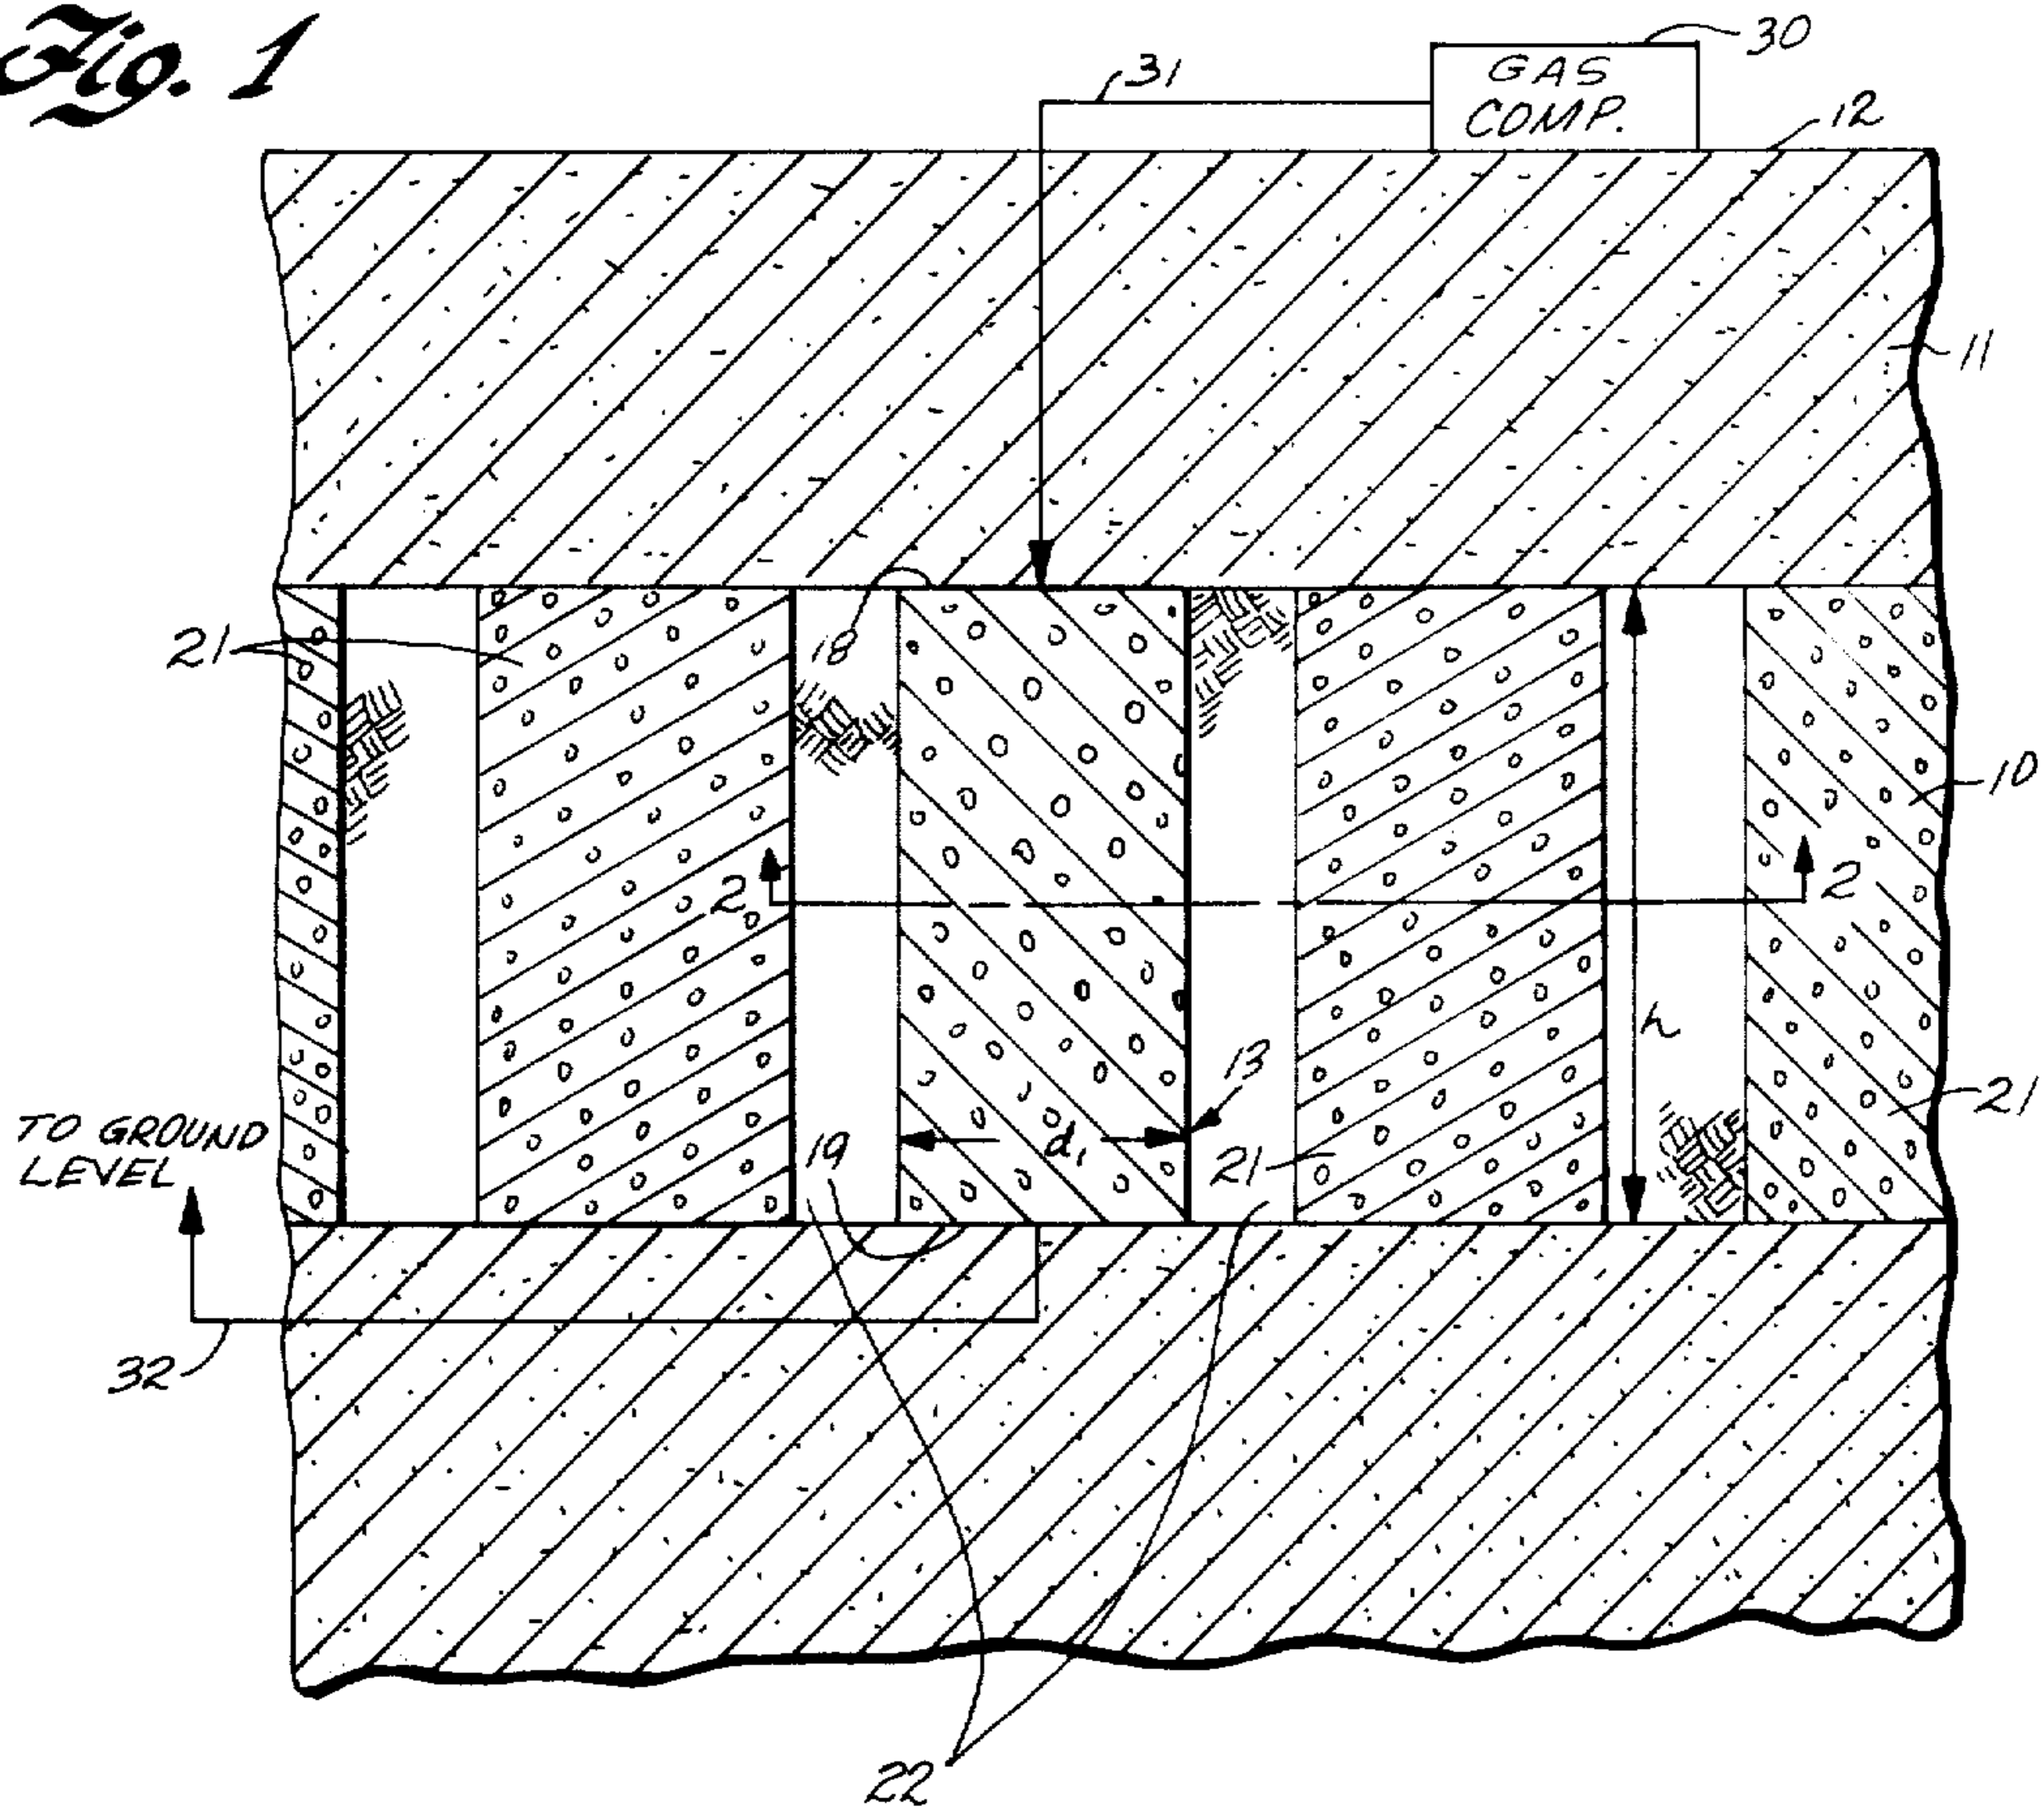 Fig. 1
30
31
GAS
COMP.
12
11
18
21
10
2
2
h
13
TO GROUND
LEVEL
19
d₁
21
21
32
22